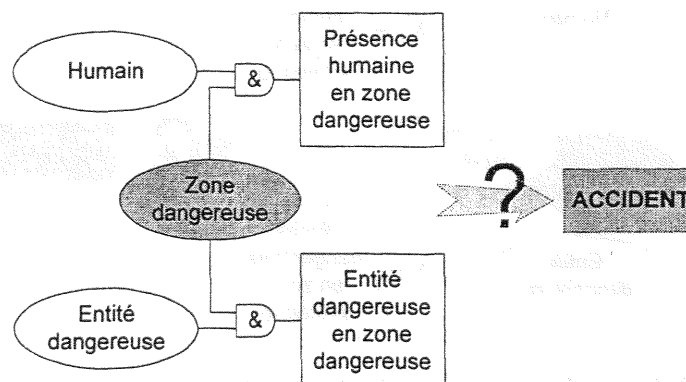 Humain
&
Présence
humaine
en zone
dangereuse
Zone
dangereuse
?
ACCIDENT
Entité
dangereuse
&
Entité
dangereuse
en zone
dangereuse